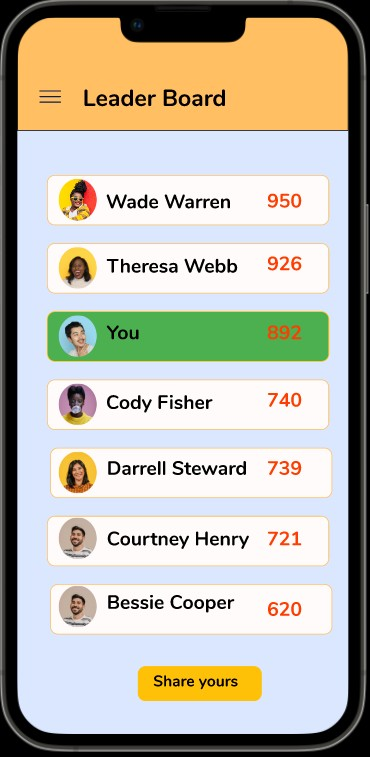 Leader Board
Wade Warren 950
Theresa Webb 926
You 892
Cody Fisher 740
Darrell Steward 739
Courtney Henry 721
Bessie Cooper 620
Share yours